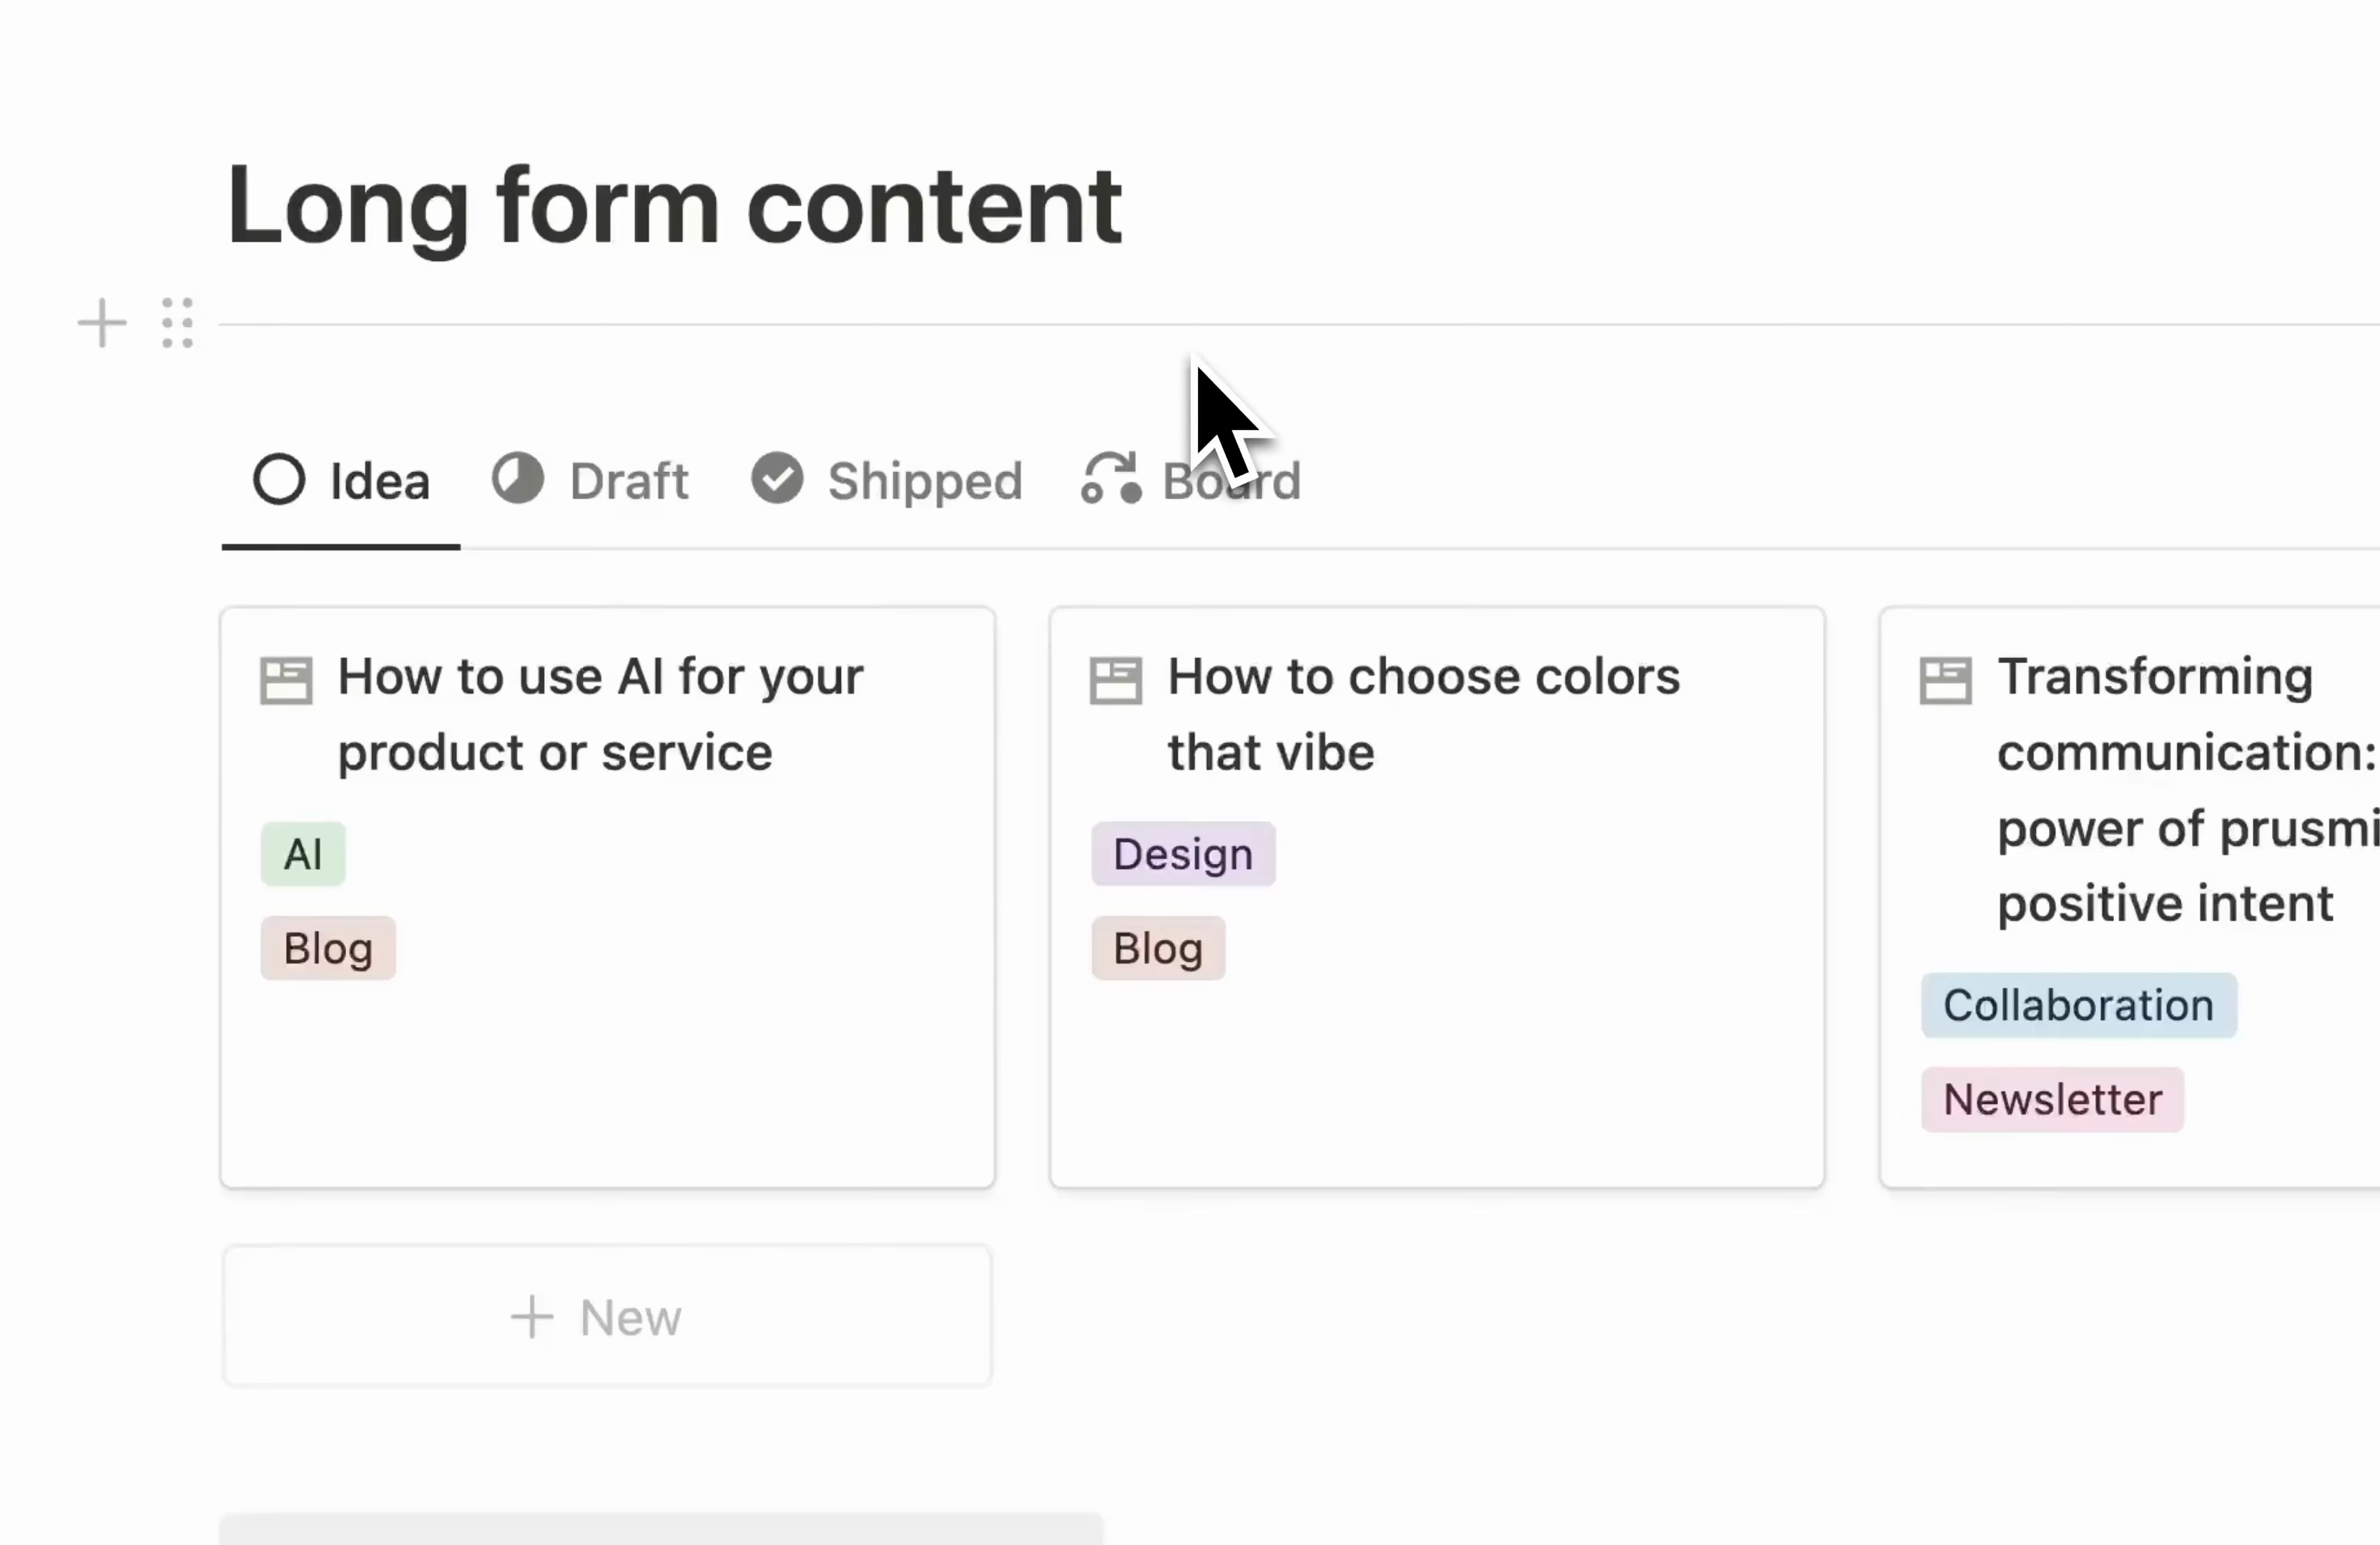 Long form content
Idea
Draft
Shipped
Board
How to use AI for your
product or service
AI
Blog
How to choose colors
that vibe
Design
Blog
Transforming
communication:
power of
positive intent
Collaboration
Newsletter
New